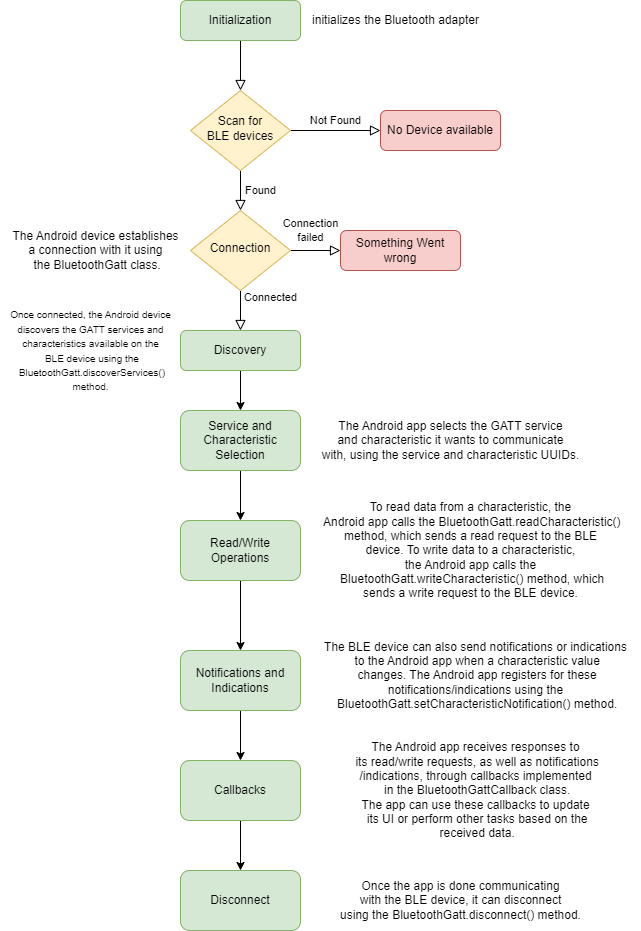 Initialization
initializes the Bluetooth adapter
Scan for
BLE devices
Not Found
No Device available
Found
The Android device establishes
a connection with it using
the BluetoothGatt class.
Connection
Connection
failed
Something Went
wrong
Connected
Once connected, the Android device
discovers the GATT services and
characteristics available on the
BLE device using the
BluetoothGatt.discoverServices()
method.
Discovery
Service and
Characteristic
Selection
The Android app selects the GATT service
and characteristic it wants to communicate
with, using the service and characteristic UUIDs.
Read/Write
Operations
To read data from a characteristic, the
Android app calls the BluetoothGatt.readCharacteristic()
method, which sends a read request to the BLE
device. To write data to a characteristic,
the Android app calls the
BluetoothGatt.writeCharacteristic() method, which
sends a write request to the BLE device.
Notifications and
Indications
The BLE device can also send notifications or indications
to the Android app when a characteristic value
changes. The Android app registers for these
notifications/indications using the
BluetoothGatt.setCharacteristicNotification() method.
Callbacks
The Android app receives responses to
its read/write requests, as well as notifications
/indications, through callbacks implemented
in the BluetoothGattCallback class.
The app can use these callbacks to update
its UI or perform other tasks based on the
received data.
Disconnect
Once the app is done communicating
with the BLE device, it can disconnect
using the BluetoothGatt.disconnect() method.